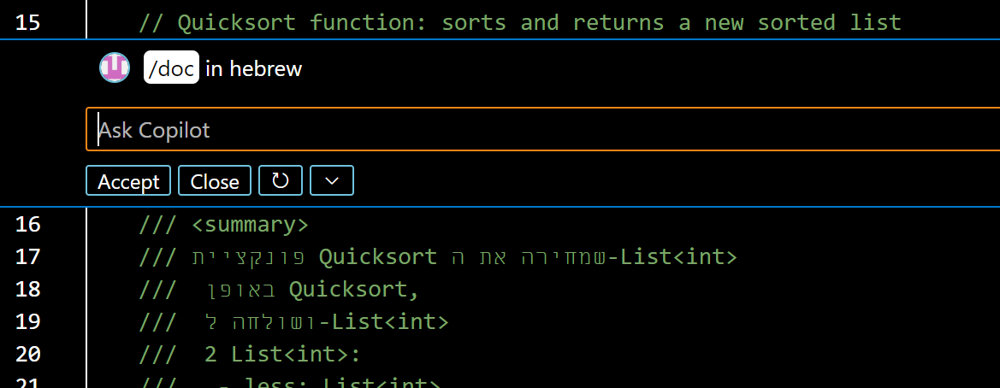 15 // Quicksort function: sorts and returns a new sorted list
/doc in hebrew
Ask Copilot
Accept Close
16 /// <summary>
17 /// פונקציית Quicksort שמחירה את ה-List<int>
18 /// באופן Quicksort,
19 /// ושולחה ל-List<int>
20 /// 2 List<int>:
21 /// - less: List<int>